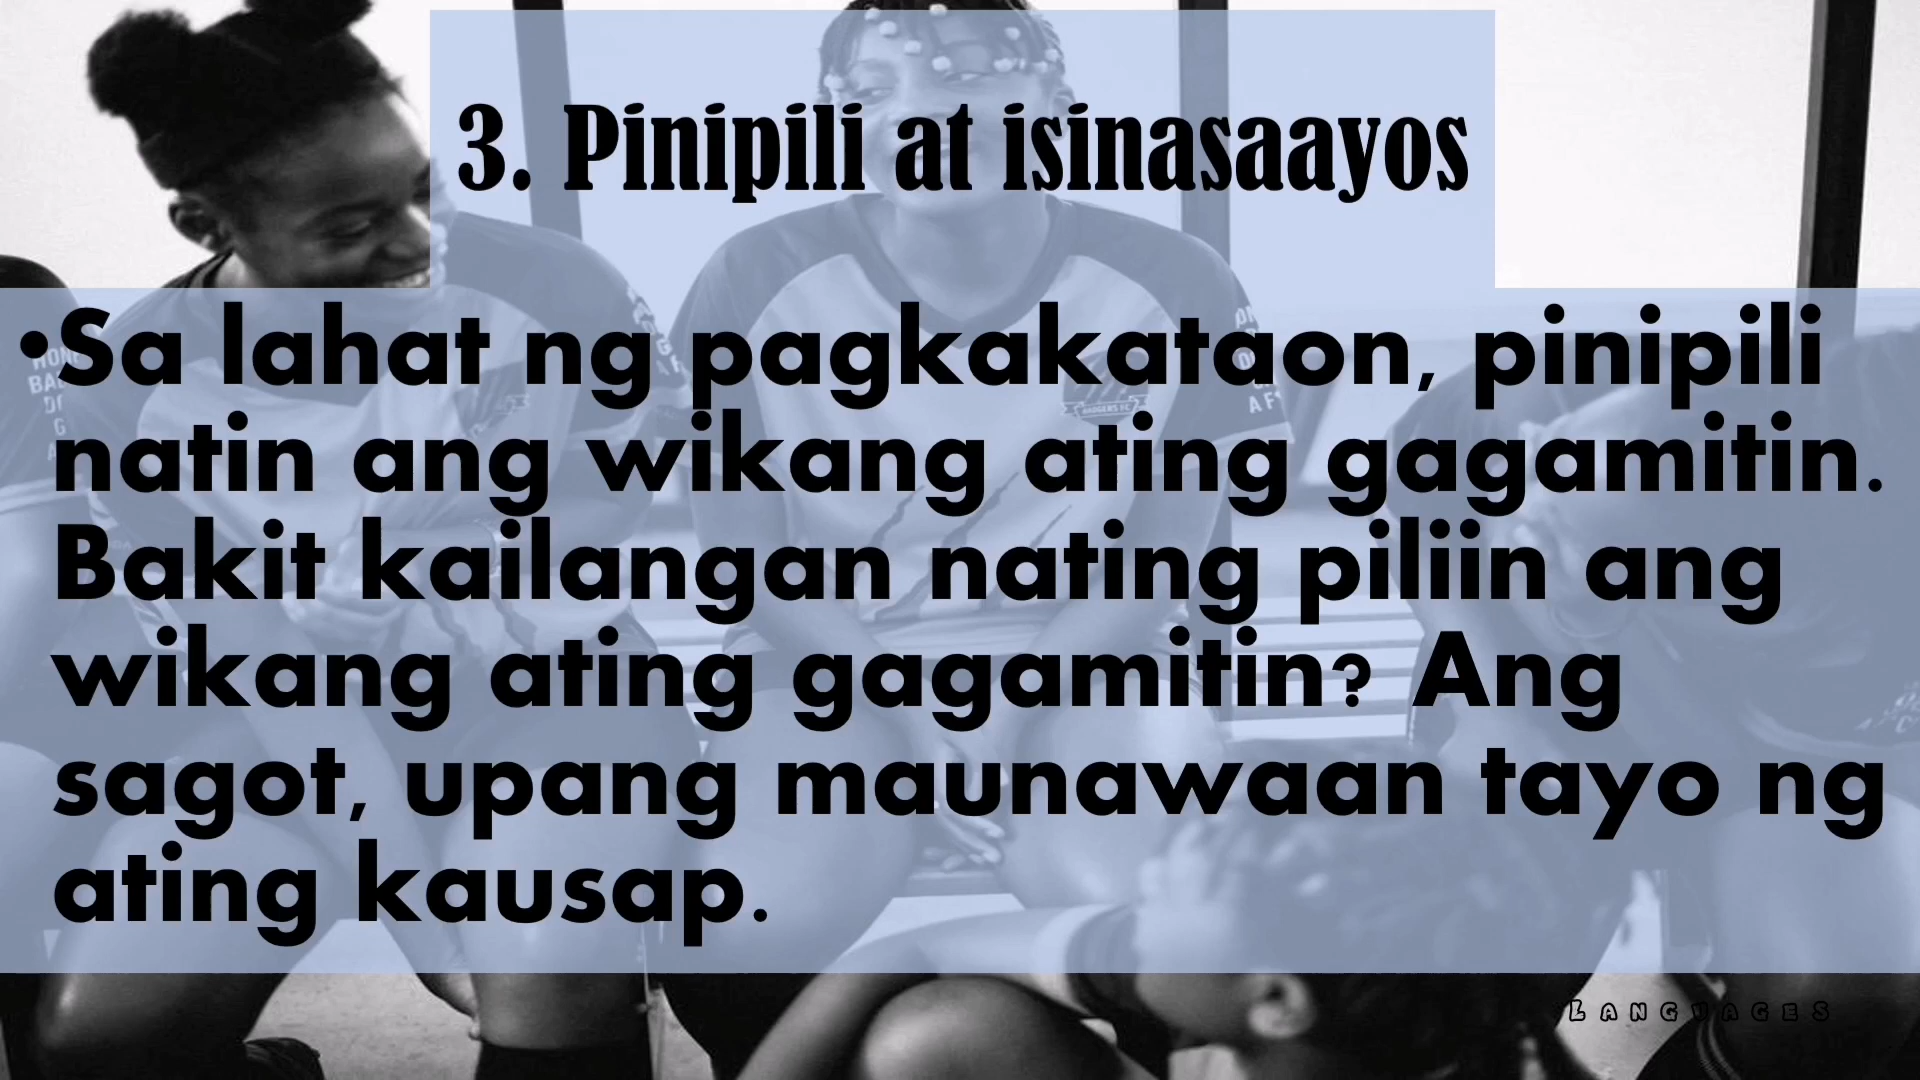 3. Pinipili at isinasaayos
•Sa lahat ng pagkakataon, pinipili
natin ang wikang ating gagamitin.
Bakit kailangan nating piliin ang
wikang ating gagamitin? Ang
sagot, upang maunawaan tayo ng
ating kausap.
LANGUAGES